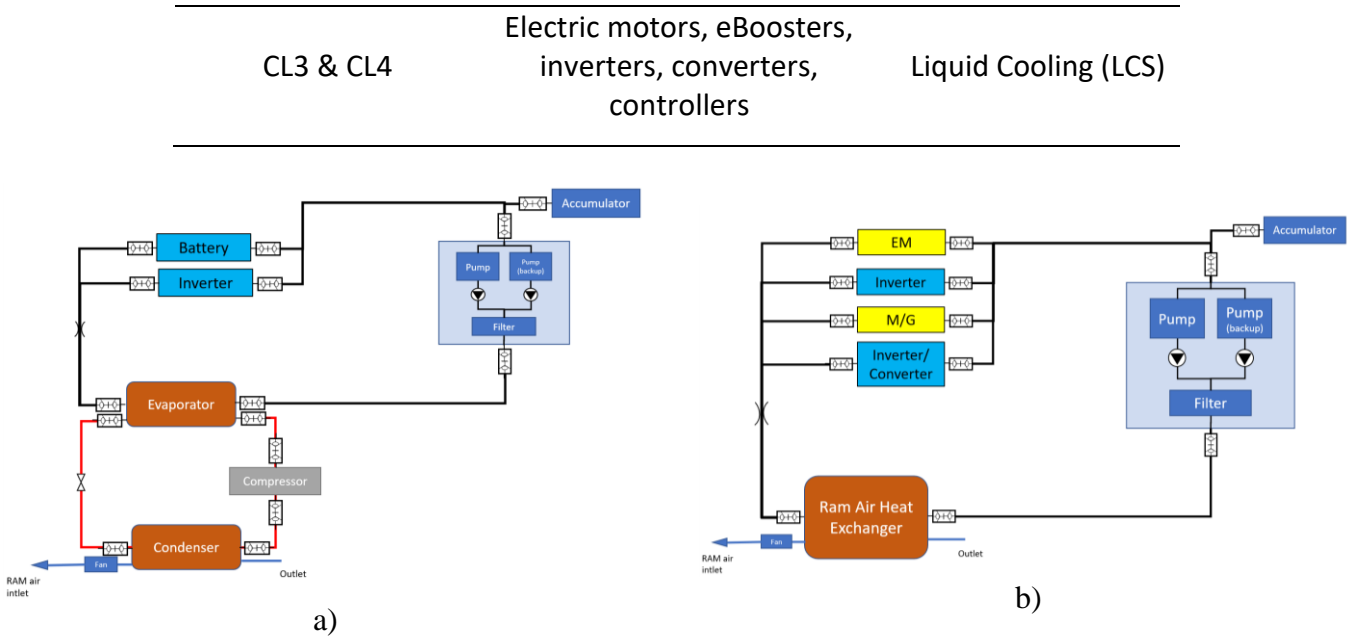 CL3 & CL4
Electric motors, eBoosters,
inverters, converters,
controllers
Liquid Cooling (LCS)
Accumulator
Battery
Inverter
Pump
Pump
(backup)
Filter
Evaporator
Compressor
Condenser
Fan
RAM air
intlet
Outlet
a)
Accumulator
EM
Inverter
M/G
Inverter/
Converter
Pump
Pump
(backup)
Filter
Ram Air Heat
Exchanger
Fan
RAM air
intlet
Outlet
b)